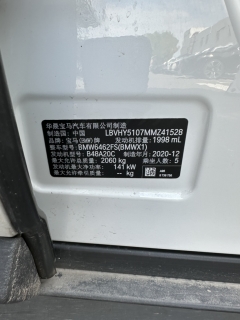 华晨宝马汽车有限公司制造
制造国：中国 LBVHY5107MMZ41528
品牌：宝马(BMW)牌 发动机排量：1998 mL
整车型号：BMW6462FS(BMWX1)
发动机型号：B48A20C 制造年月：2020-12
最大允许总质量：2060 kg 乘坐人数：5
发动机最大净功率：141 kW
-- kg